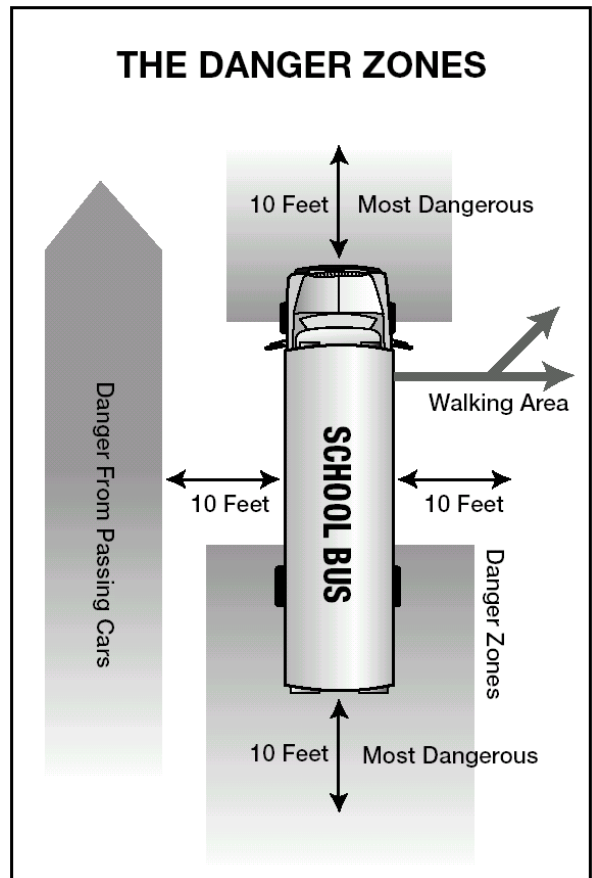 THE DANGER ZONES
10 Feet
Most Dangerous
Walking Area
Danger From Passing Cars
SCHOOL BUS
10 Feet
10 Feet
Danger Zones
10 Feet
Most Dangerous